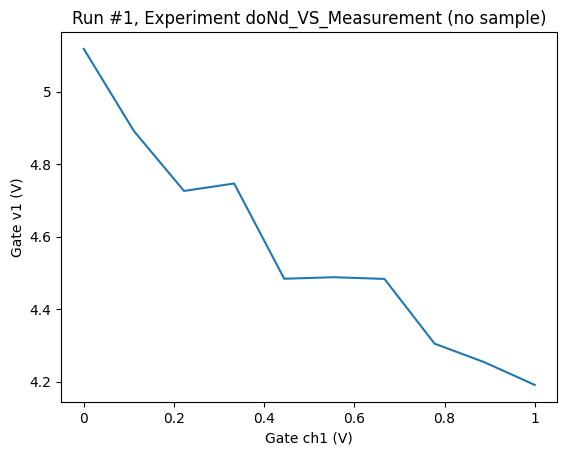 Run #1, Experiment doNd_VS_Measurement (no sample)
Gate v1 (V)
5
4.8
4.6
4.4
4.2
0 0.2 0.4 0.6 0.8 1
Gate ch1 (V)